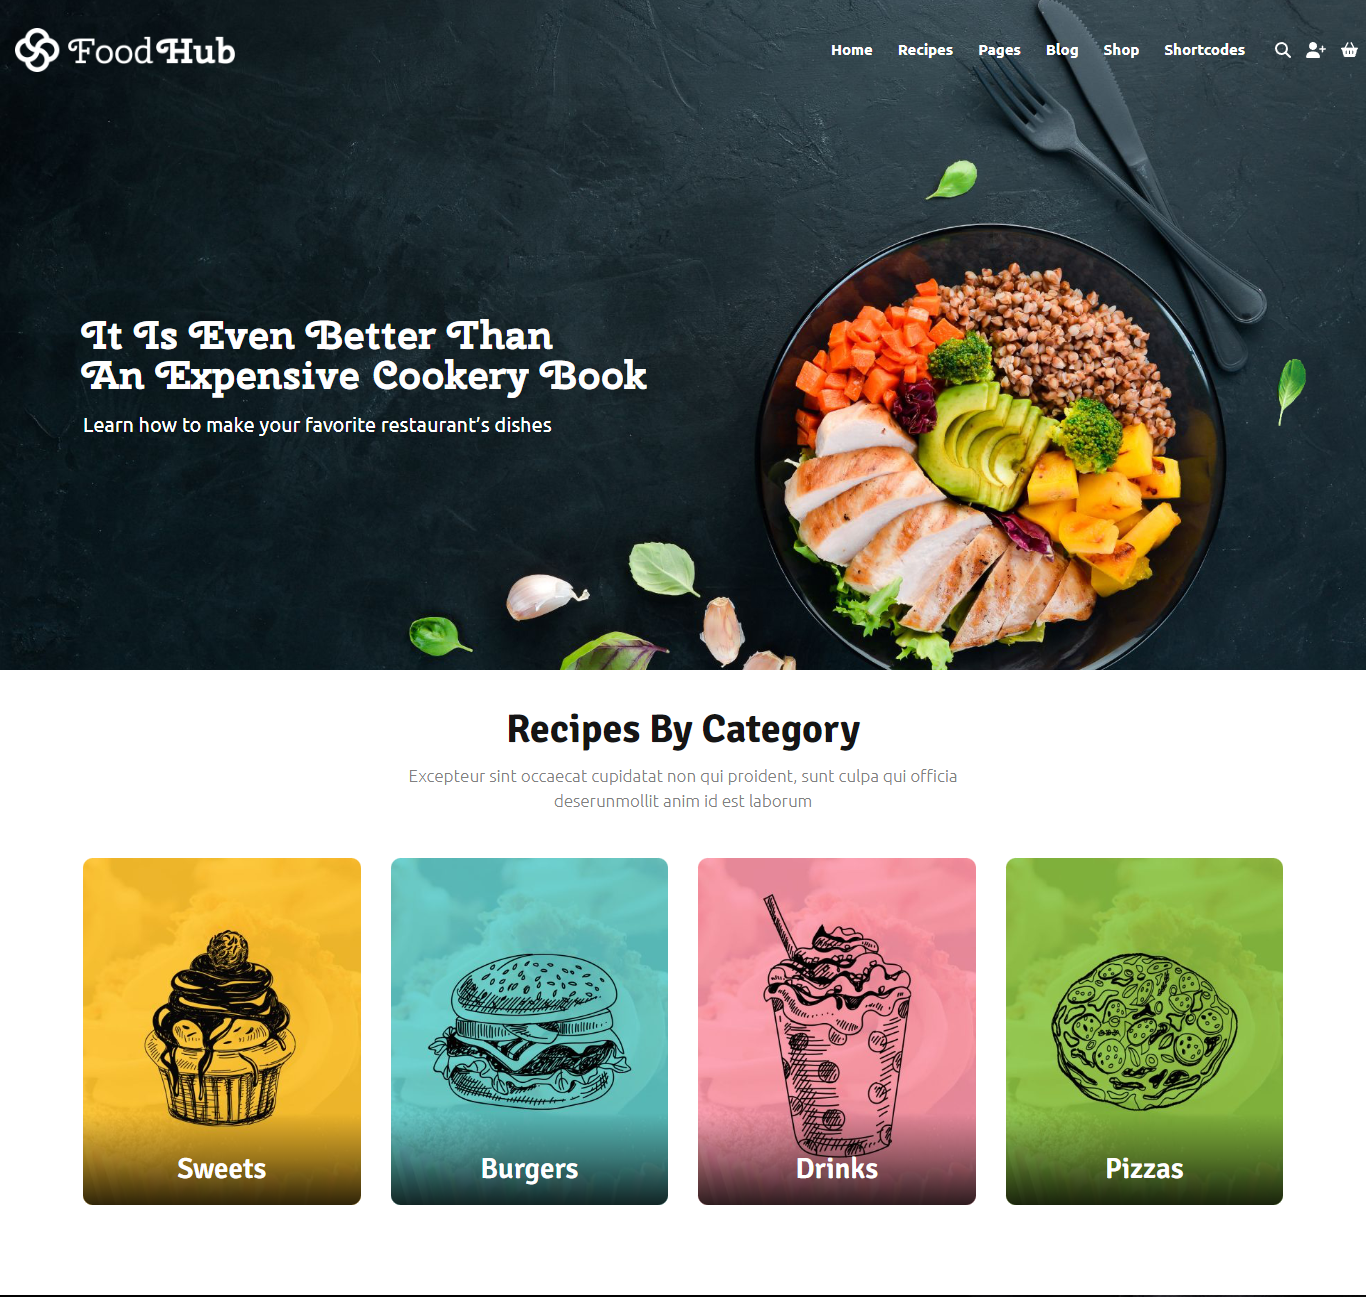 FoodHub
Home Recipes Pages Blog Shop Shortcodes
It Is Even Better Than
An Expensive Cookery Book
Learn how to make your favorite restaurant’s dishes
Recipes By Category
Excepteur sint occaecat cupidatat non qui proident, sunt culpa qui officia
deserunmollit anim id est laborum
Sweets
Burgers
Drinks
Pizzas